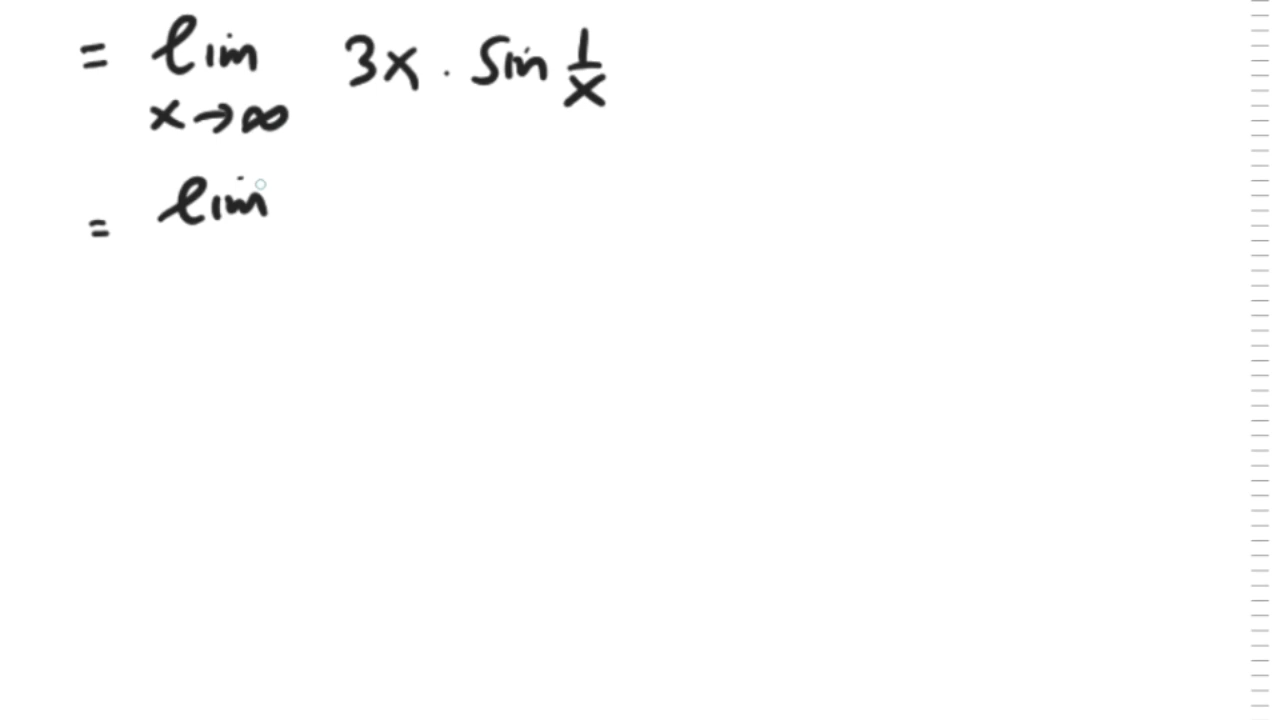 = lim 3x · sin 1/x
x→∞
= lim